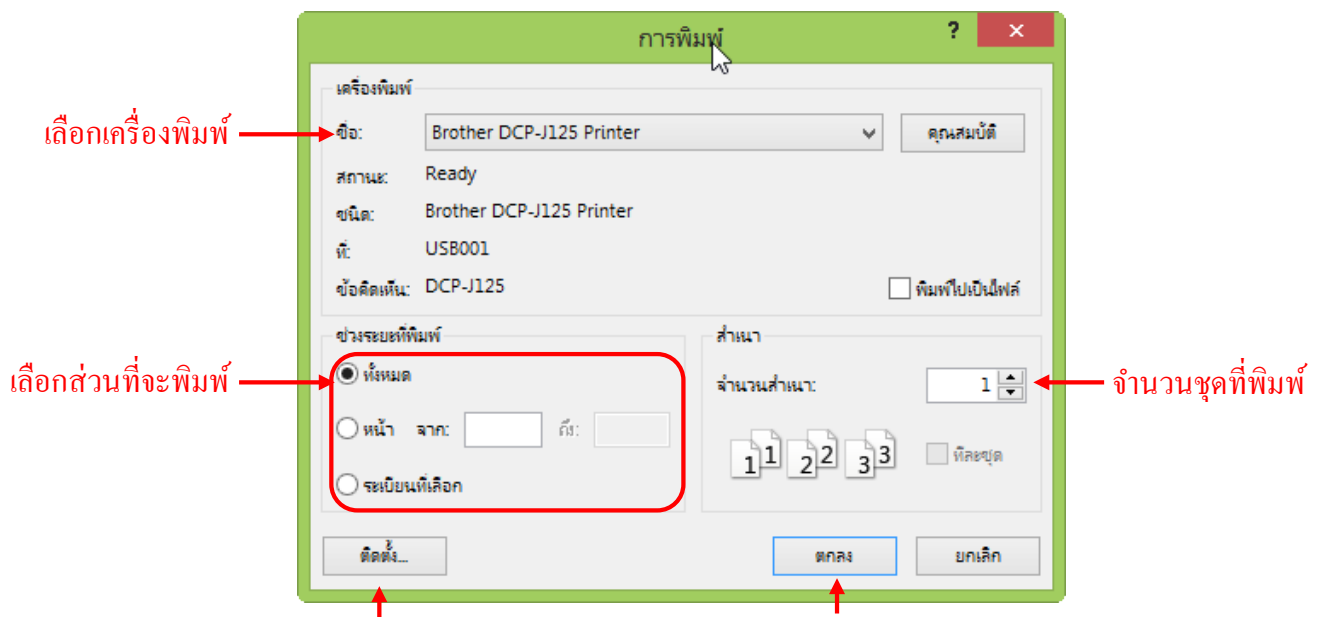 การพิมพ์
?
×
เครื่องพิมพ์
เลือกเครื่องพิมพ์
ชื่อ: Brother DCP-J125 Printer คุณสมบัติ
สถานะ: Ready
ชนิด: Brother DCP-J125 Printer
ที่: USB001
ข้อคิดเห็น: DCP-J125 พิมพ์ไปเป็นไฟล์
ช่วงระยะที่พิมพ์
เลือกส่วนที่จะพิมพ์
ทั้งหมด
หน้า จาก: ถึง:
ระเบียนที่เลือก
สำเนา
จำนวนสำเนา: 1
จำนวนชุดที่พิมพ์
1 1 2 2 3 3 ทีละชุด
ติดตั้ง... ตกลง ยกเลิก